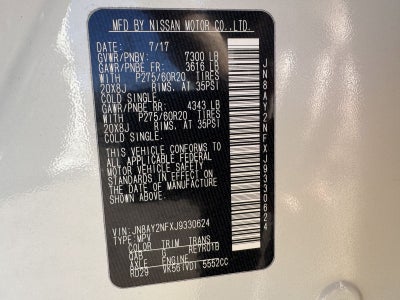 MFD BY NISSAN MOTOR CO.,LTD.
DATE: 7/17
GVWR/PNBV: 7300 LB
GAWR/PNBE FR: 3616 LB
WITH P275/60R20 TIRES
20X8J RIMS, AT 35PSI
COLD SINGLE.
GAWR/PNBE RR: 4343 LB
WITH P275/60R20 TIRES
20X8J RIMS, AT 35PSI
COLD SINGLE.
THIS VEHICLE CONFORMS TO
ALL APPLICABLE FEDERAL
MOTOR VEHICLE SAFETY
STANDARDS IN EFFECT
ON THE DATE OF
MANUFACTURE SHOWN ABOVE.
VIN: JN8AY2NFXJ9330624
TYPE: MPV
COLOR TRIM TRANS
QAB P RE7R01B
AXLE ENGINE
RD29 VK56(VD) 5552CC
JN8AY2NFXJ9330624